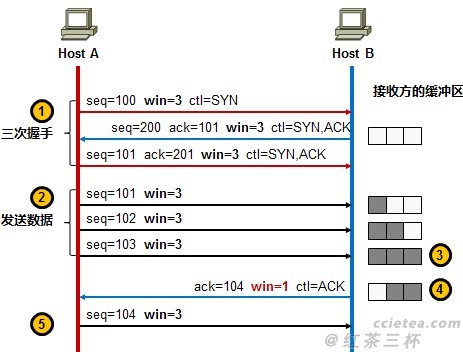 Host A
Host B
接收方的缓冲区
1
三次握手
seq=100 win=3 ctl=SYN
seq=200 ack=101 win=3 ctl=SYN,ACK
seq=101 ack=201 win=3 ctl=SYN,ACK
2
发送数据
seq=101 win=3
seq=102 win=3
seq=103 win=3
3
ack=104 win=1 ctl=ACK
4
5
seq=104 win=3
ccietea.com
@红茶三杯